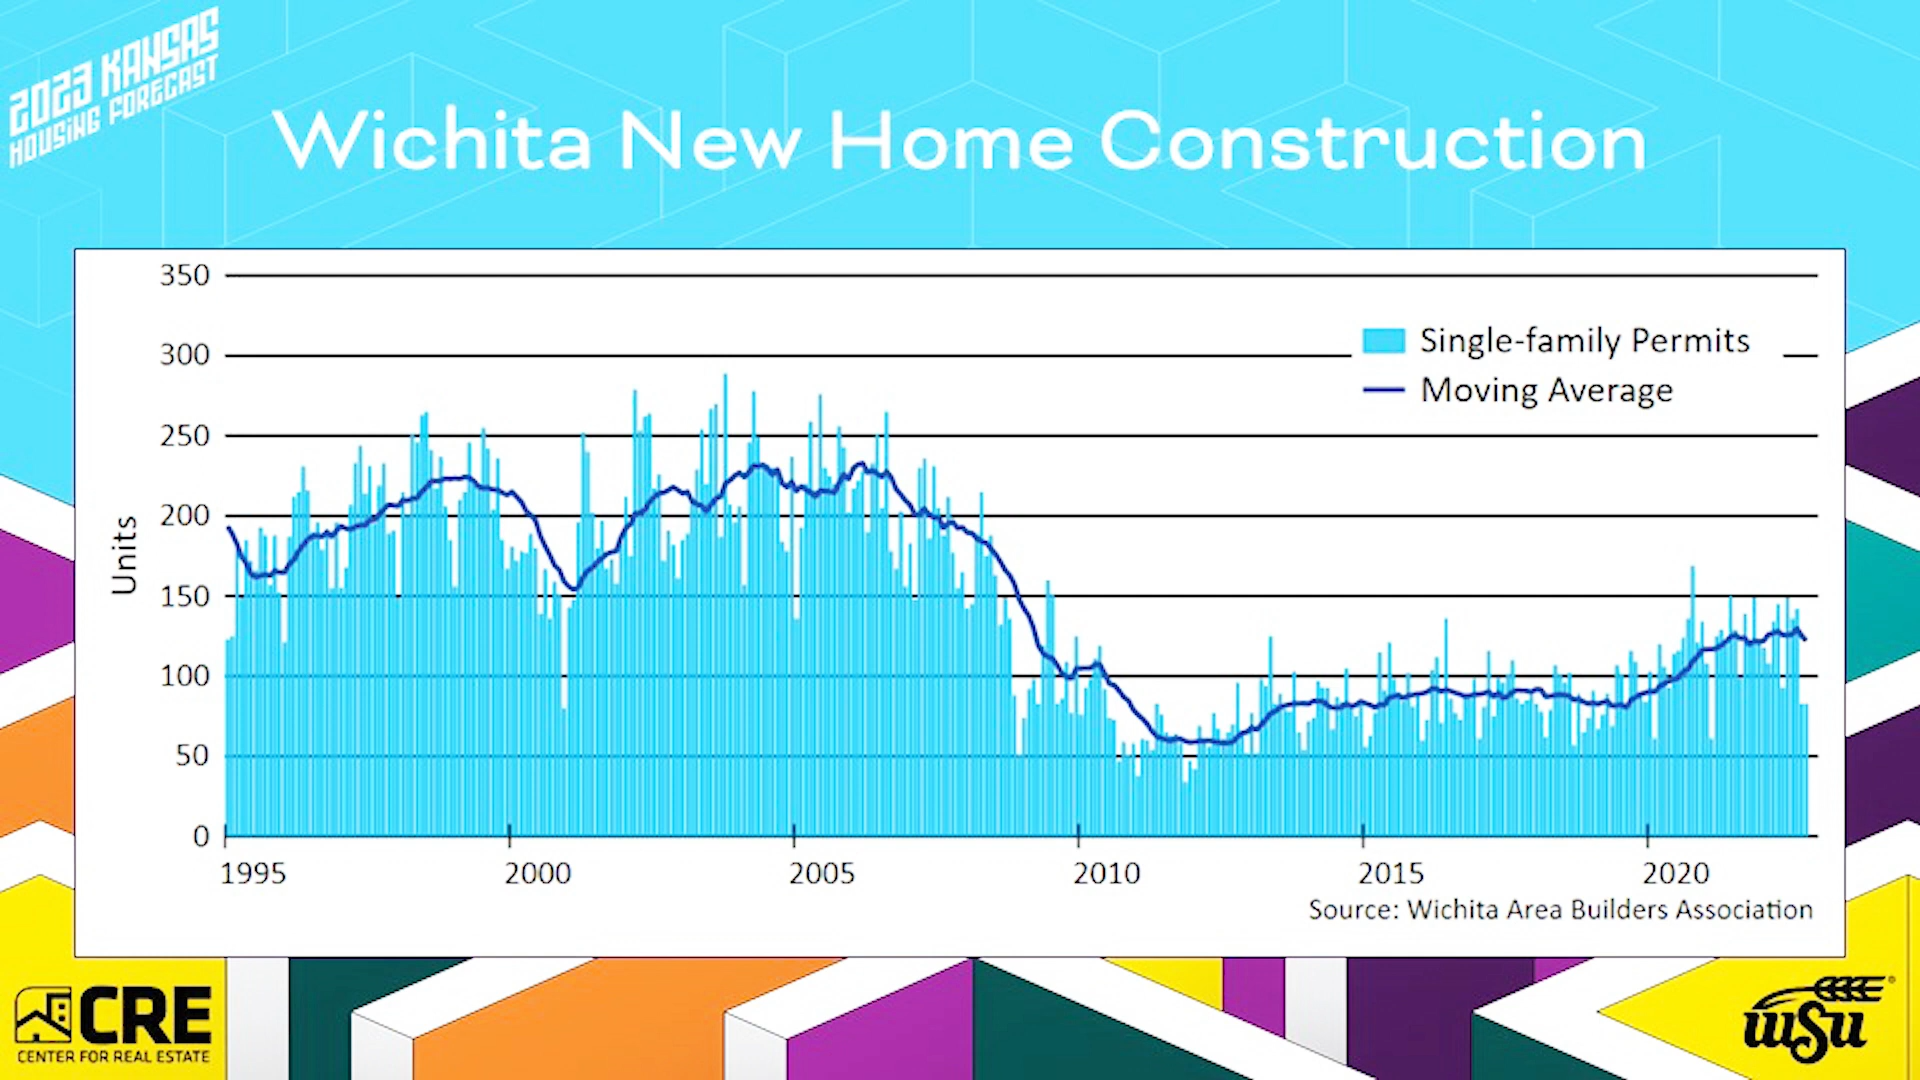 2023 KANSAS
HOUSING FORECAST
Wichita New Home Construction
350
300
250
200
150
100
50
0
Units
Single-family Permits
Moving Average
1995 2000 2005 2010 2015 2020
Source: Wichita Area Builders Association
CRE
CENTER FOR REAL ESTATE
WSU